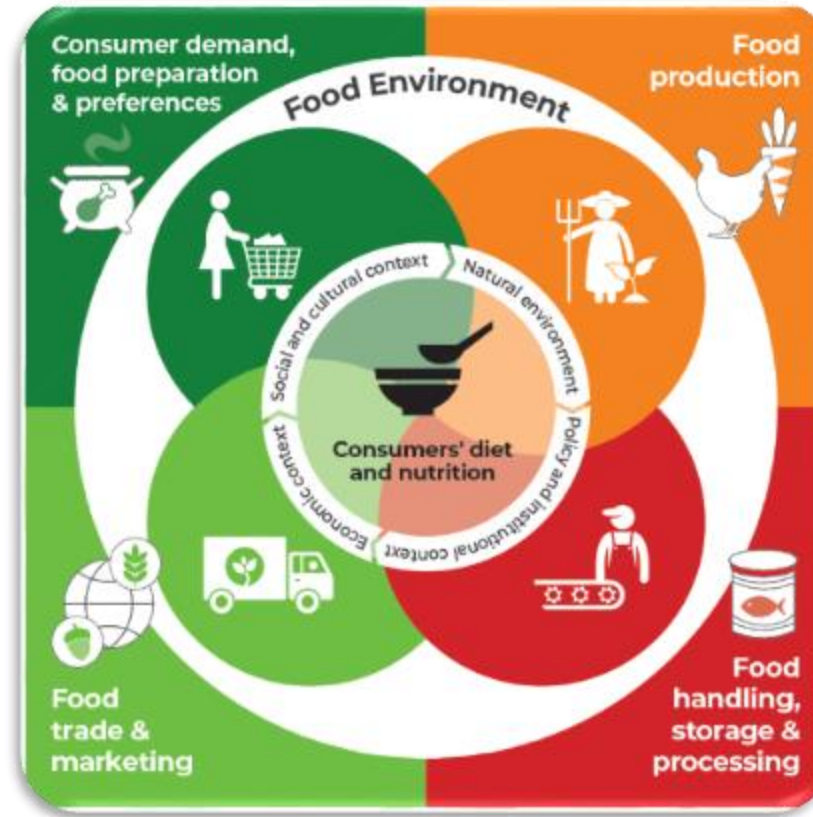 Consumer demand,
food preparation
& preferences
Food
production
Food Environment
Social and cultural context
Natural environment
Policy and institutional context
Economic context
Consumers' diet
and nutrition
Food
trade &
marketing
Food
handling,
storage &
processing